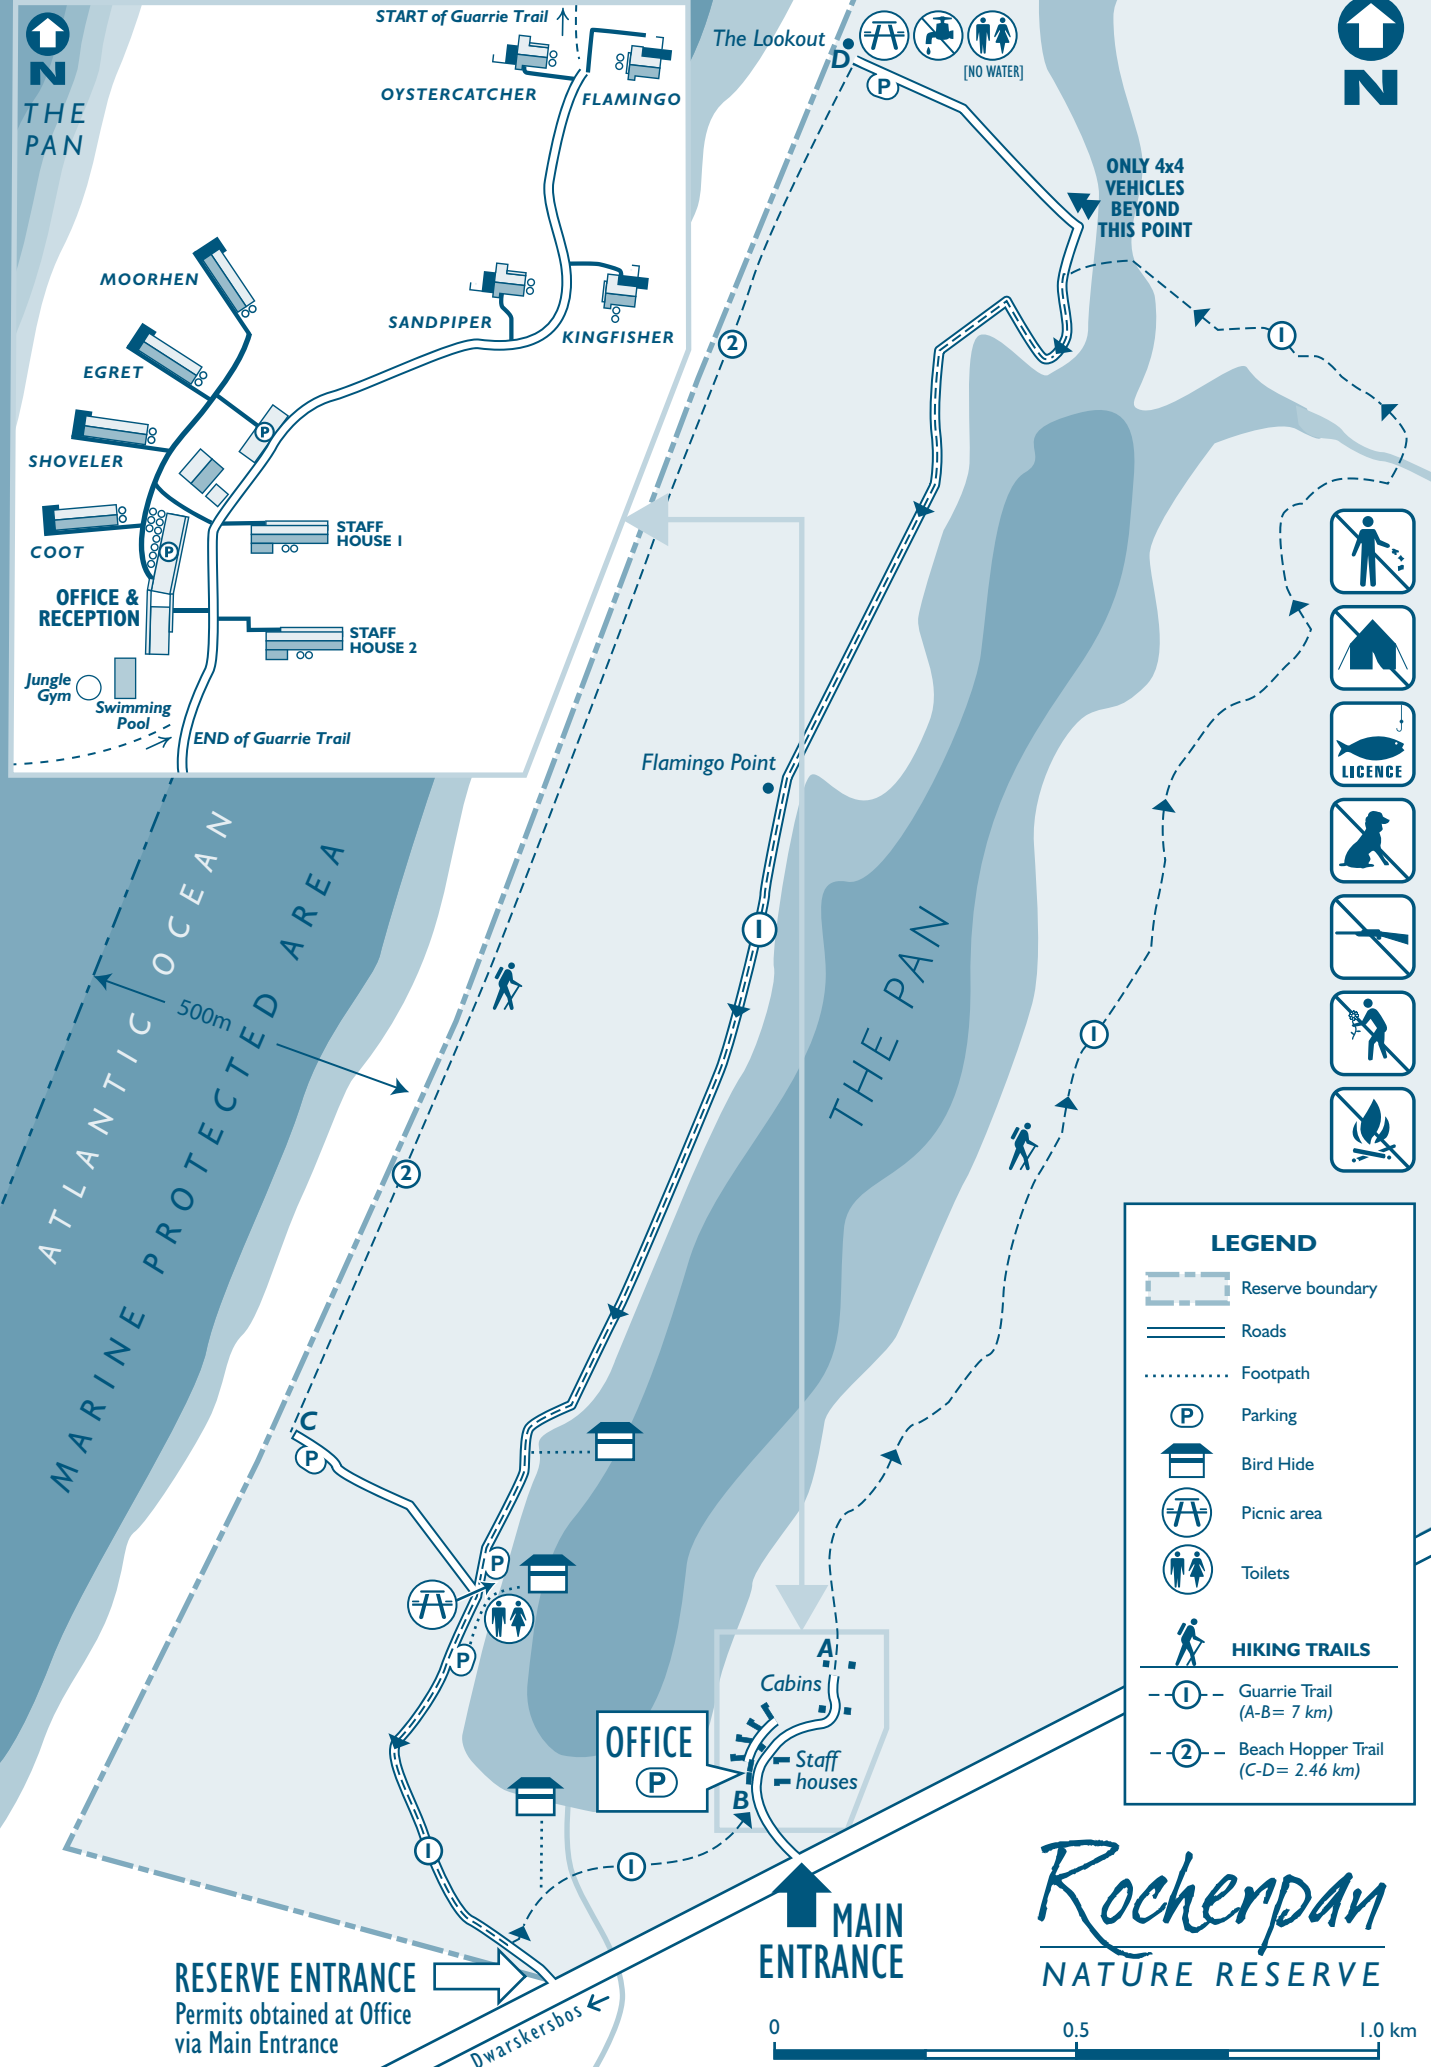 N
THE
PAN
START of Guarrie Trail
OYSTERCATCHER
FLAMINGO
MOORHEN
EGRET
SHOVELER
COOT
SANDPIPER
KINGFISHER
P
P
STAFF
HOUSE 1
OFFICE &
RECEPTION
STAFF
HOUSE 2
Jungle
Gym
Swimming
Pool
END of Guarrie Trail
The Lookout
D
P
[NO WATER]
N
ONLY 4x4
VEHICLES
BEYOND
THIS POINT
2
1
Flamingo Point
LICENCE
1
THE PAN
1
ATLANTIC OCEAN
500m
MARINE PROTECTED AREA
2
C
P
P
P
A
Cabins
OFFICE
P
Staff
houses
B
1
1
MAIN
ENTRANCE
RESERVE ENTRANCE
Permits obtained at Office
via Main Entrance
Dwarskersbos
LEGEND
Reserve boundary
Roads
Footpath
P Parking
Bird Hide
Picnic area
Toilets
HIKING TRAILS
1 Guarrie Trail
(A-B= 7 km)
2 Beach Hopper Trail
(C-D= 2.46 km)
Rocherpan
NATURE RESERVE
0 0.5 1.0 km